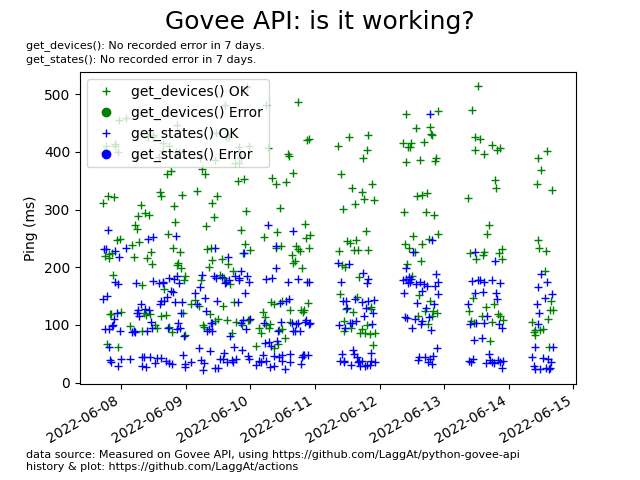 Govee API: is it working?
get_devices(): No recorded error in 7 days.
get_states(): No recorded error in 7 days.
get_devices() OK
get_devices() Error
get_states() OK
get_states() Error
Ping (ms)
500
400
300
200
100
0
2022-06-08
2022-06-09
2022-06-10
2022-06-11
2022-06-12
2022-06-13
2022-06-14
2022-06-15
data source: Measured on Govee API, using https://github.com/LaggAt/python-govee-api
history & plot: https://github.com/LaggAt/actions